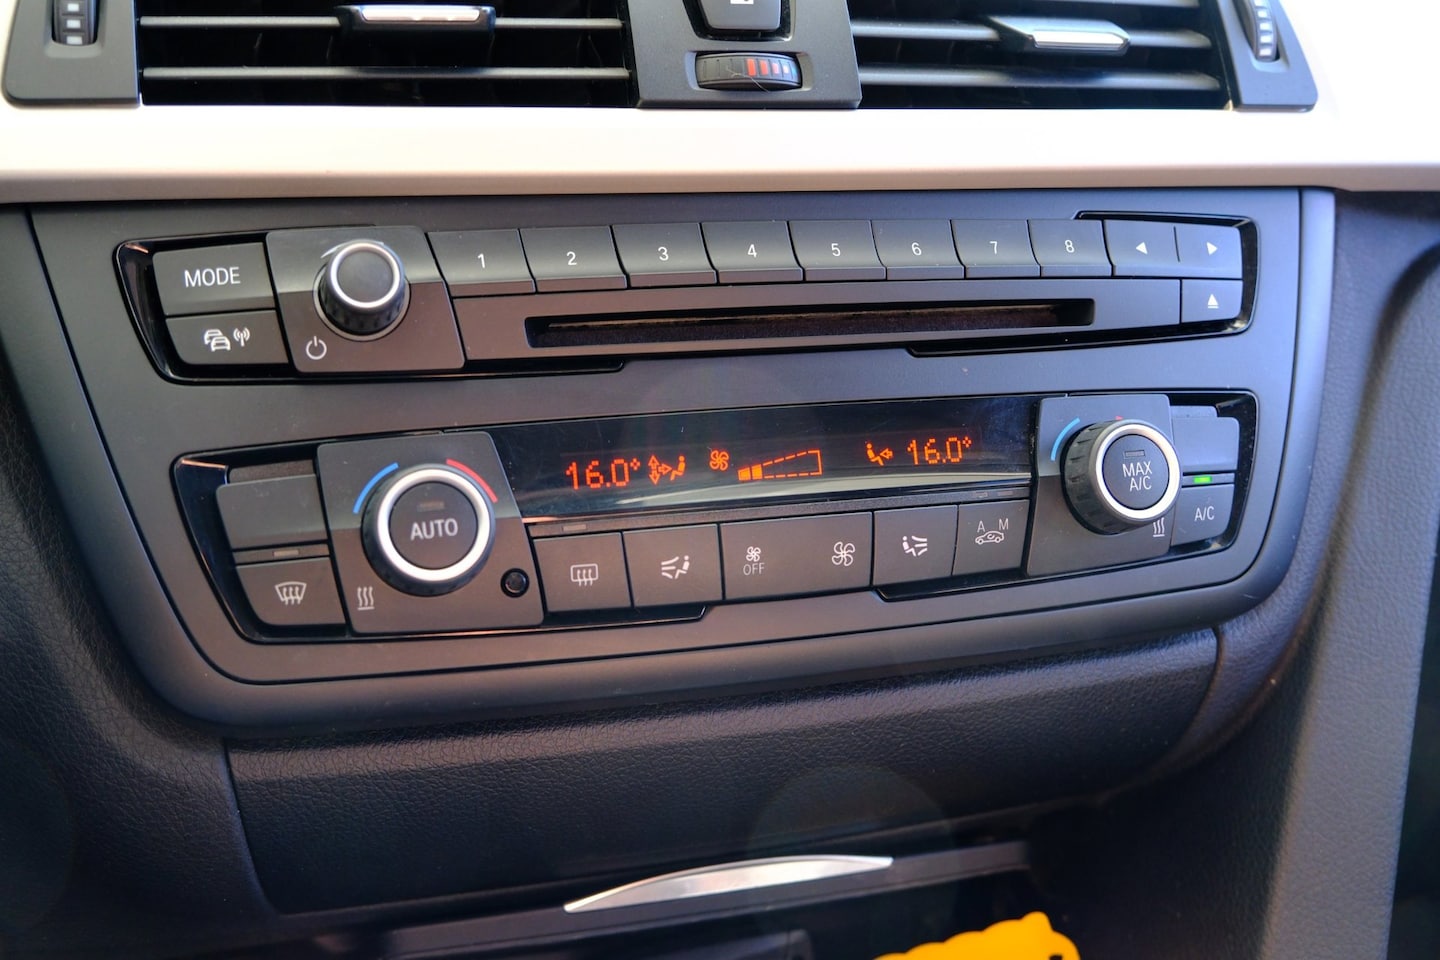 MODE
1 2 3 4 5 6 7 8
16.0° 16.0°
AUTO
MAX
A/C
OFF
A M
A/C